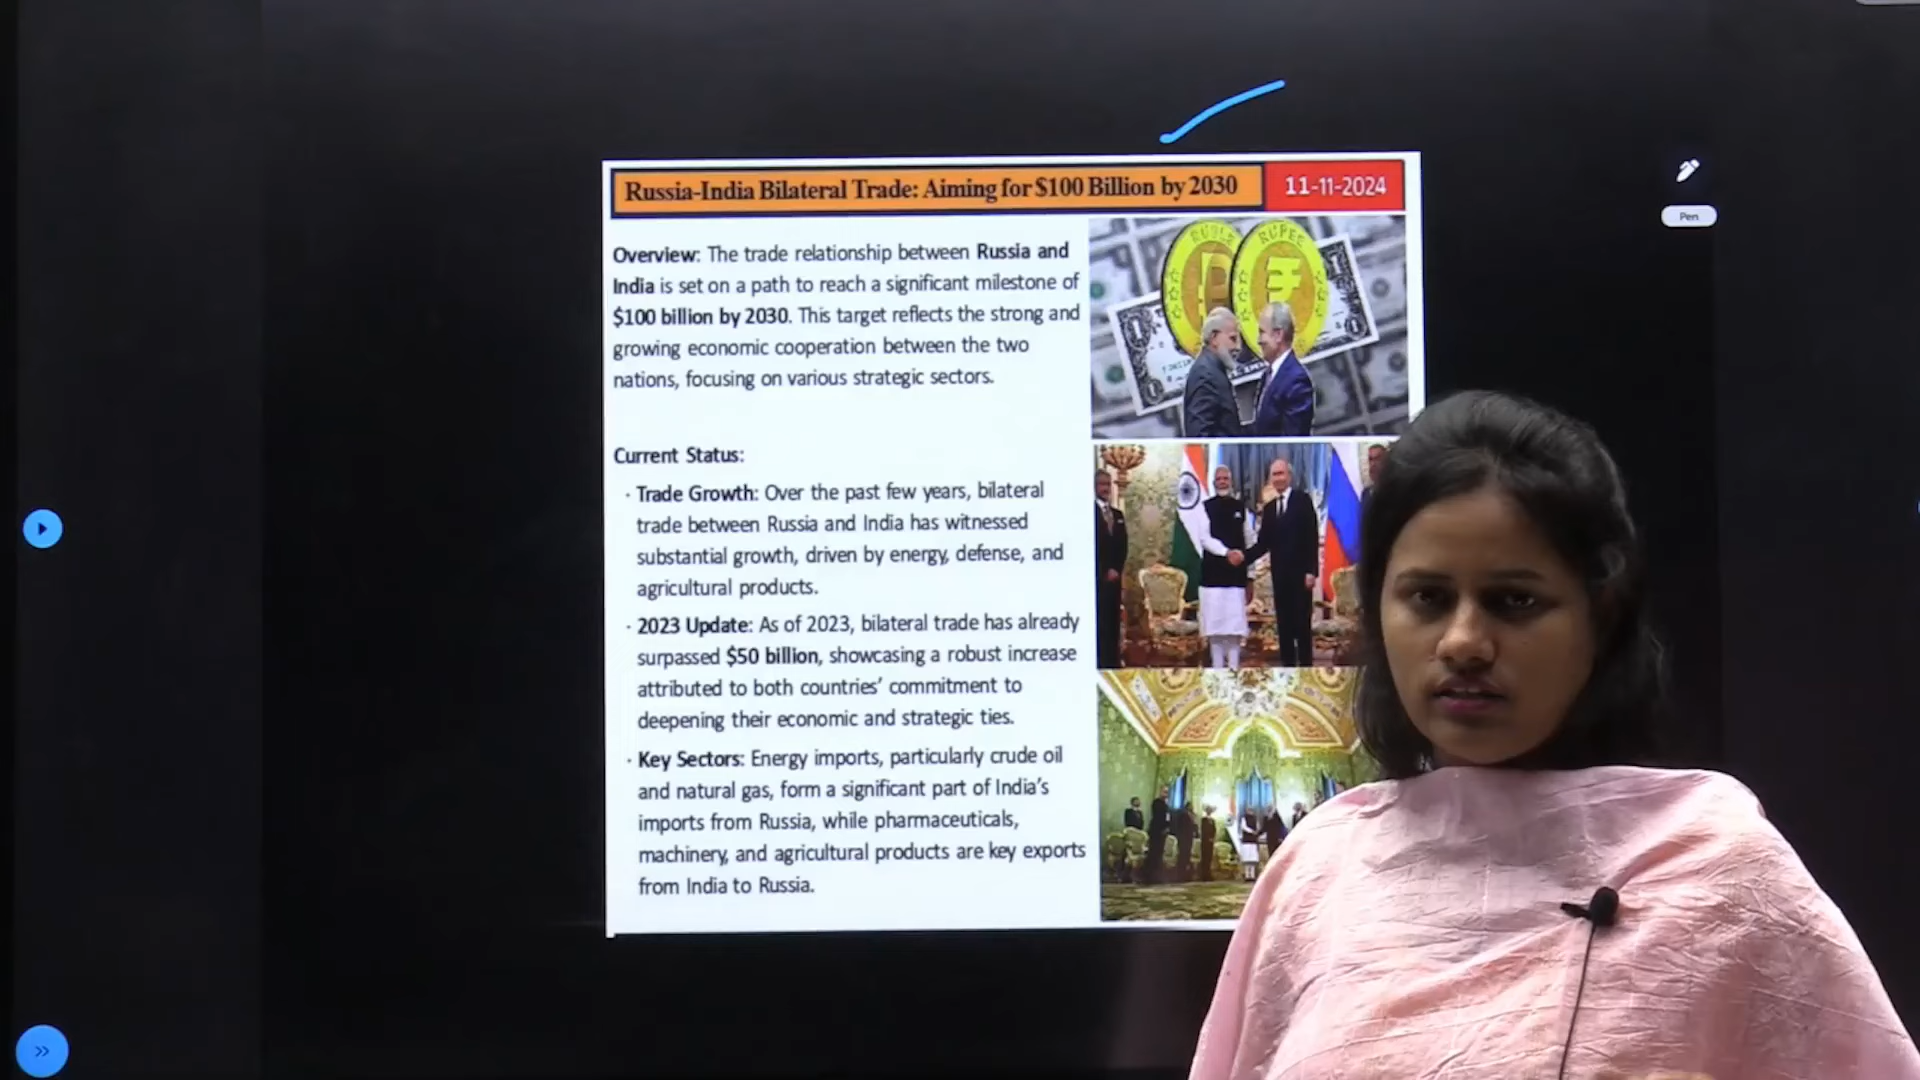 Russia-India Bilateral Trade: Aiming for $100 Billion by 2030
11-11-2024
Pen
RUPEE
Overview: The trade relationship between Russia and
India is set on a path to reach a significant milestone of
$100 billion by 2030. This target reflects the strong and
growing economic cooperation between the two
nations, focusing on various strategic sectors.
Current Status:
· Trade Growth: Over the past few years, bilateral
trade between Russia and India has witnessed
substantial growth, driven by energy, defense, and
agricultural products.
· 2023 Update: As of 2023, bilateral trade has already
surpassed $50 billion, showcasing a robust increase
attributed to both countries’ commitment to
deepening their economic and strategic ties.
· Key Sectors: Energy imports, particularly crude oil
and natural gas, form a significant part of India’s
imports from Russia, while pharmaceuticals,
machinery, and agricultural products are key exports
from India to Russia.